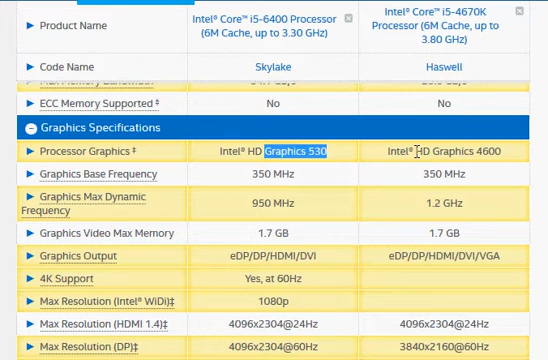 Product Name
Intel® Core™ i5-6400 Processor
(6M Cache, up to 3.30 GHz)
Intel® Core™ i5-4670K
Processor (6M Cache, up to
3.80 GHz)
Code Name Skylake Haswell
ECC Memory Supported ‡ No No
Graphics Specifications
Processor Graphics ‡ Intel® HD Graphics 530 Intel® HD Graphics 4600
Graphics Base Frequency 350 MHz 350 MHz
Graphics Max Dynamic
Frequency 950 MHz 1.2 GHz
Graphics Video Max Memory 1.7 GB 1.7 GB
Graphics Output eDP/DP/HDMI/DVI eDP/DP/HDMI/DVI/VGA
4K Support Yes, at 60Hz
Max Resolution (Intel® WiDi)‡ 1080p
Max Resolution (HDMI 1.4)‡ 4096x2304@24Hz 4096x2304@24Hz
Max Resolution (DP)‡ 4096x2304@60Hz 3840x2160@60Hz